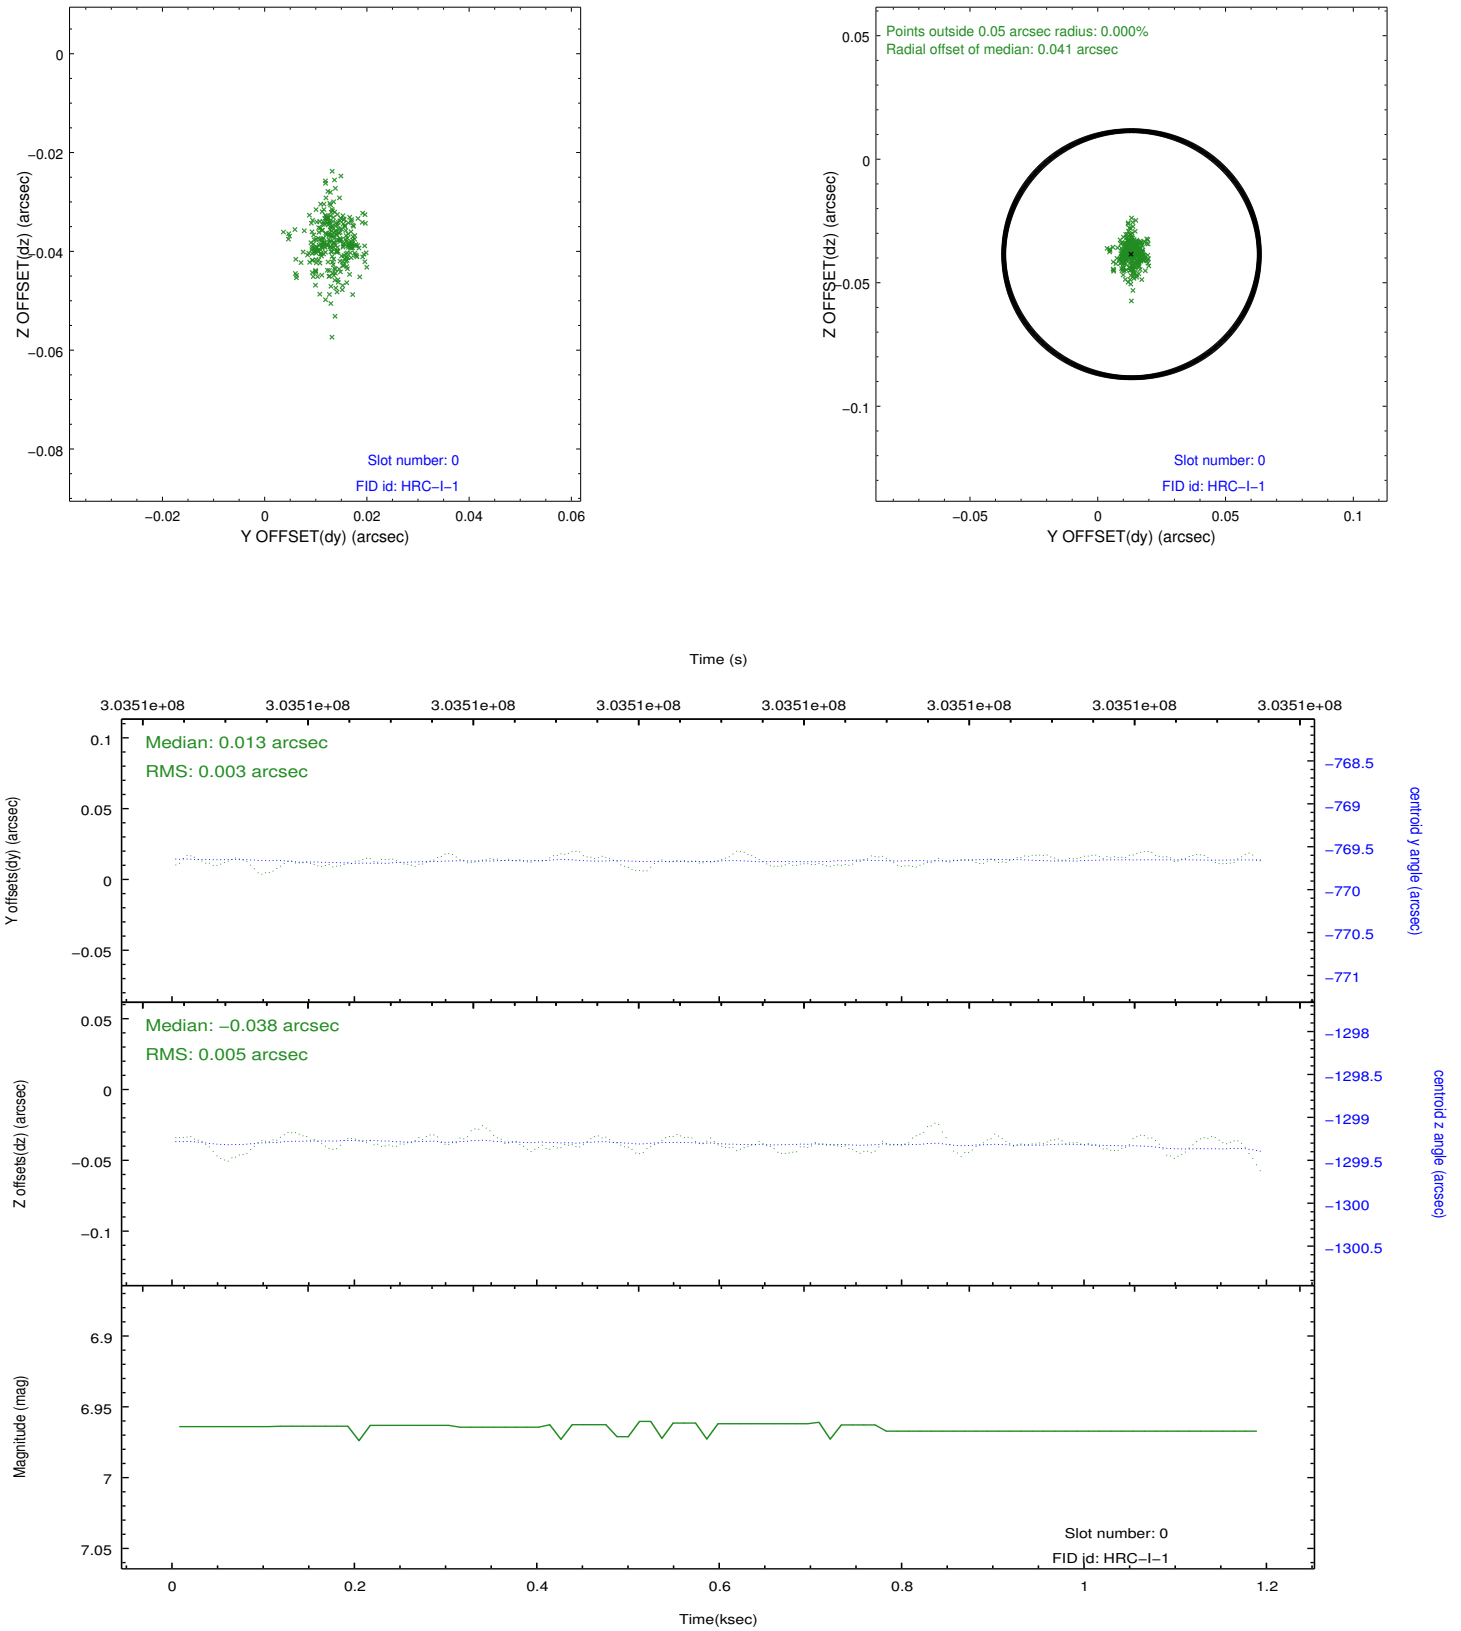 0
−0.02
−0.04
−0.06
−0.08
Z OFFSET(dz) (arcsec)
Slot number: 0
FID id: HRC−I−1
−0.02 0 0.02 0.04 0.06
Y OFFSET(dy) (arcsec)
Points outside 0.05 arcsec radius: 0.000%
Radial offset of median: 0.041 arcsec
0.05
0
−0.05
−0.1
Z OFFSET(dz) (arcsec)
Slot number: 0
FID id: HRC−I−1
−0.05 0 0.05 0.1
Y OFFSET(dy) (arcsec)
Time (s)
3.0351e+08 3.0351e+08 3.0351e+08 3.0351e+08 3.0351e+08 3.0351e+08 3.0351e+08 3.0351e+08
Median: 0.013 arcsec
RMS: 0.003 arcsec
0.1
0.05
0
−0.05
Y offsets(dy) (arcsec)
−768.5
−769
−769.5
−770
−770.5
−771
centroid y angle (arcsec)
Median: −0.038 arcsec
RMS: 0.005 arcsec
0.05
0
−0.05
−0.1
Z offsets(dz) (arcsec)
−1298
−1298.5
−1299
−1299.5
−1300
−1300.5
centroid z angle (arcsec)
6.9
6.95
7
7.05
Magnitude (mag)
Slot number: 0
FID id: HRC−I−1
0 0.2 0.4 0.6 0.8 1 1.2
Time(ksec)